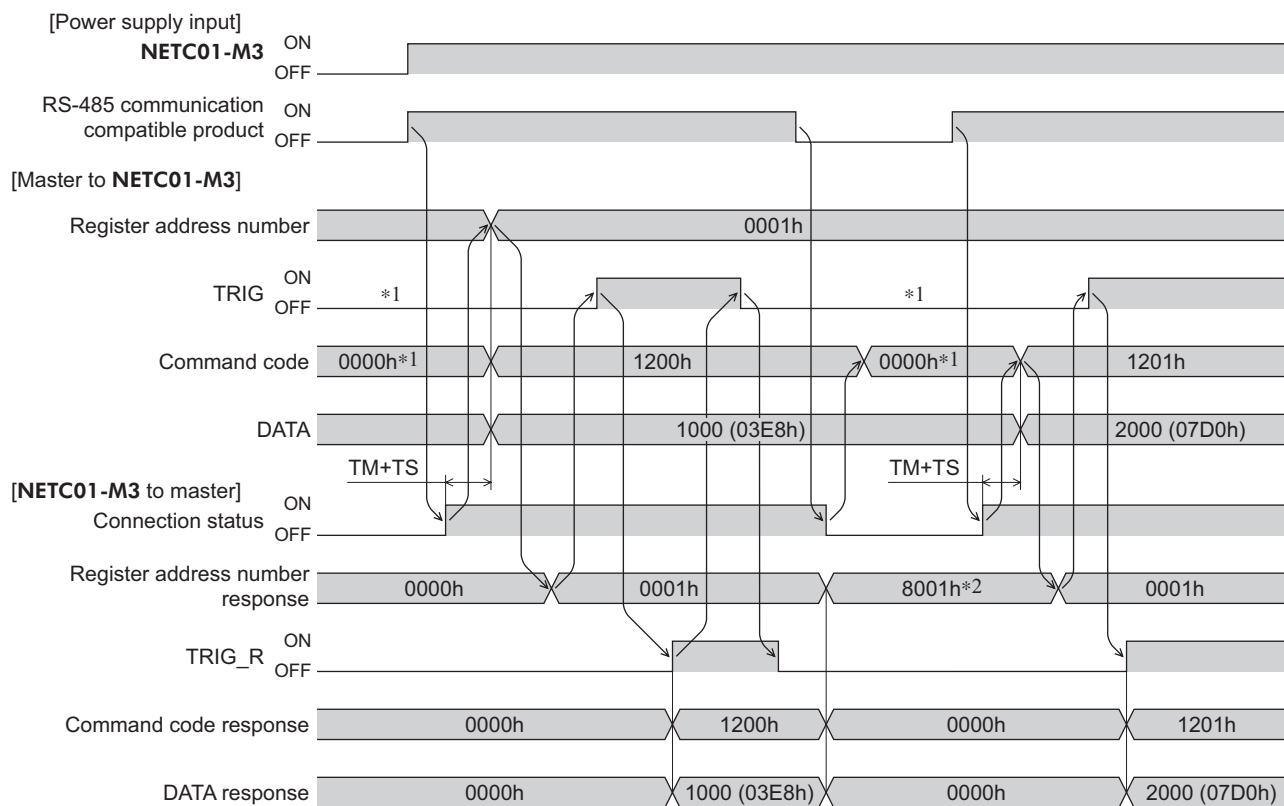 [Power supply input]
NETC01-M3 ON
OFF
RS-485 communication compatible product ON
OFF
[Master to NETC01-M3]
Register address number 0001h
TRIG ON
OFF *1 *1
Command code 0000h*1 1200h 0000h*1 1201h
DATA 1000 (03E8h) 2000 (07D0h)
TM+TS TM+TS
[NETC01-M3 to master]
Connection status ON
OFF
Register address number
response 0000h 0001h 8001h*2 0001h
TRIG_R ON
OFF
Command code response 0000h 1200h 0000h 1201h
DATA response 0000h 1000 (03E8h) 0000h 2000 (07D0h)